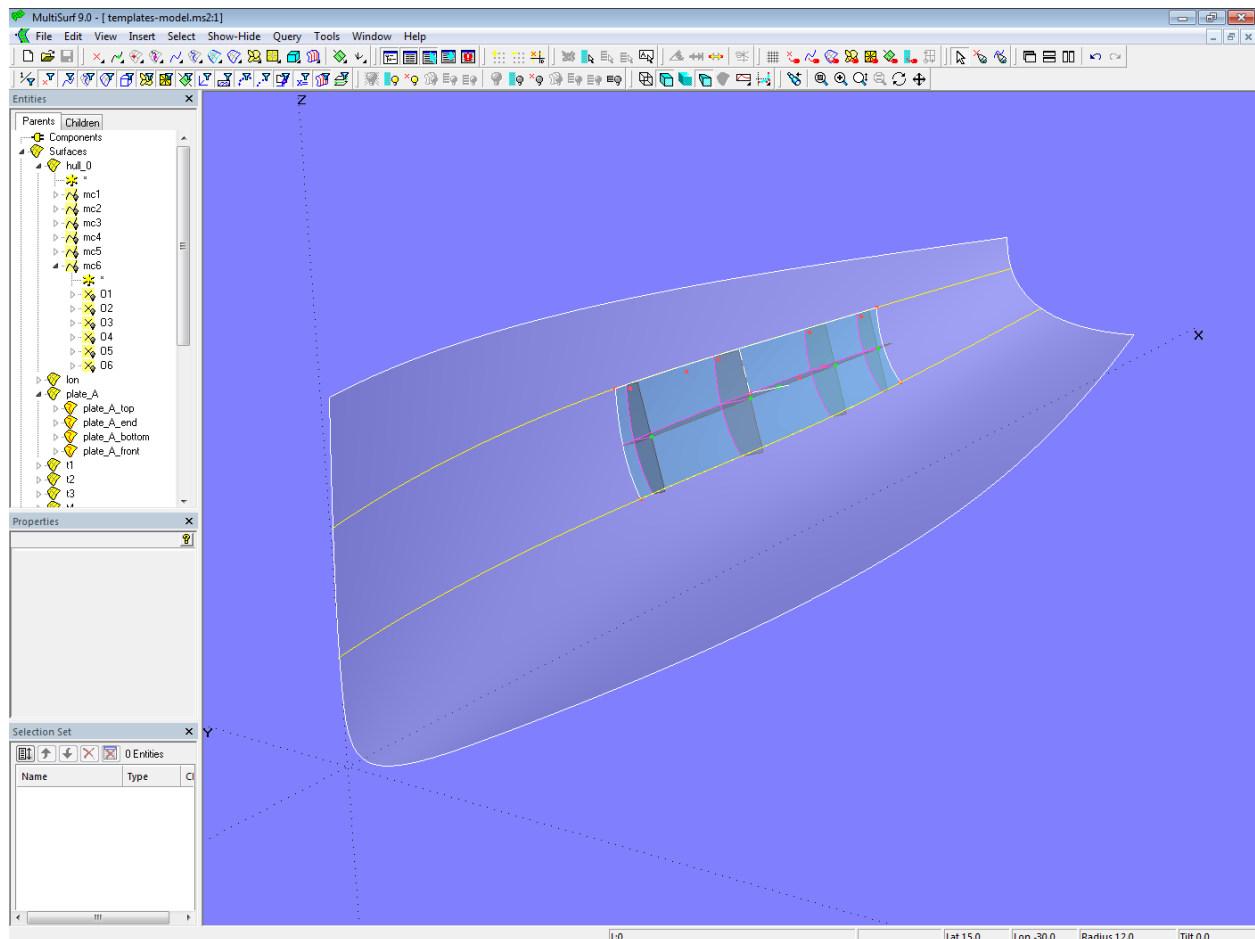 MultiSurf 9.0 - [ templates-model.ms2:1]
File Edit View Insert Select Show-Hide Query Tools Window Help
Entities
Parents Children
Components
Surfaces
hull_0
*
mc1
mc2
mc3
mc4
mc5
mc6
*
01
02
03
04
05
06
lon
plate_A
plate_A_top
plate_A_end
plate_A_bottom
plate_A_front
t1
t2
t3
t4
Properties
Selection Set
0 Entities
Name Type Cl
Z
X
Y
L:0 Lat 15.0 Lon -30.0 Radius 12.0 Tilt 0.0